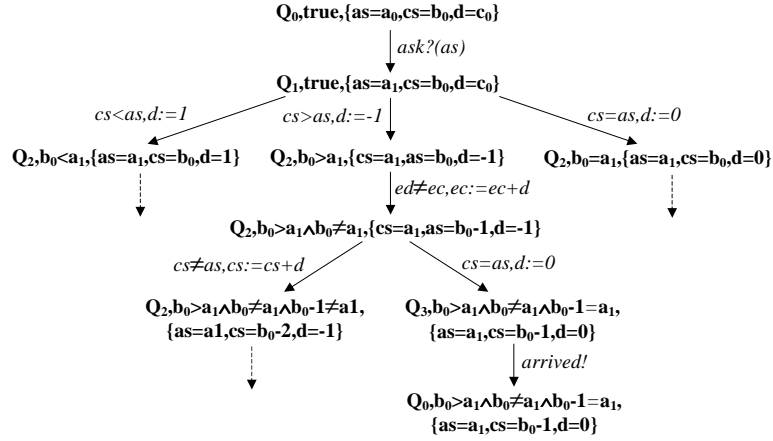 Q₀,true,{as=a₀,cs=b₀,d=c₀}
ask?(as)
Q₁,true,{as=a₁,cs=b₀,d=c₀}
cs<as,d:=1
cs>as,d:=-1
cs=as,d:=0
Q₂,b₀<a₁,{as=a₁,cs=b₀,d=1}
Q₂,b₀>a₁,{cs=a₁,as=b₀,d=-1}
Q₂,b₀=a₁,{as=a₁,cs=b₀,d=0}
ed≠ec,ec:=ec+d
Q₂,b₀>a₁∧b₀≠a₁,{cs=a₁,as=b₀-1,d=-1}
cs≠as,cs:=cs+d
cs=as,d:=0
Q₂,b₀>a₁∧b₀≠a₁∧b₀-1≠a1,
{as=a1,cs=b₀-2,d=-1}
Q₃,b₀>a₁∧b₀≠a₁∧b₀-1=a₁,
{as=a₁,cs=b₀-1,d=0}
arrived!
Q₀,b₀>a₁∧b₀≠a₁∧b₀-1=a₁,
{as=a₁,cs=b₀-1,d=0}